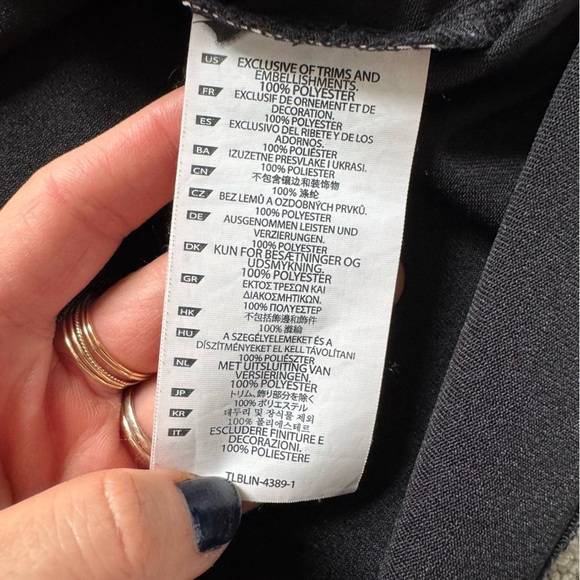 US EXCLUSIVE OF TRIMS AND
EMBELLISHMENTS.
100% POLYESTER
FR EXCLUSIF DE ORNEMENT ET DE
DECORATION.
100% POLYESTER
ES EXCLUSIVO DEL RIBETE Y DE LOS
ADORNOS.
100% POLIÉSTER
BA IZUZETNE PRESVLAKE I UKRASI.
100% POLIESTER
CN 不包含镶边和装饰物
100% 涤纶
CZ BEZ LEMŮ A OZDOBNÝCH PRVKŮ.
100% POLYESTER
DE AUSGENOMMEN LEISTEN UND
VERZIERUNGEN.
100% POLYESTER
DK KUN FOR BESÆTNINGER OG
UDSMYKNING.
100% POLYESTER
GR ΕΚΤΟΣ ΤΡΕΣΩΝ ΚΑΙ
ΔΙΑΚΟΣΜΗΤΙΚΩΝ.
100% ΠΟΛΥΕΣΤΕΡ
HK 不包括飾邊和飾件
100% 滌綸
HU A SZEGÉLYELEMEKET ÉS A
DÍSZÍTMÉNYEKET EL KELL TÁVOLÍTANI
100% POLIÉSZTER
NL MET UITSLUITING VAN
VERSIERINGEN.
100% POLYESTER
JP トリム、飾り部分を除く
100% ポリエステル
KR 테두리 및 장식물 제외
100% 폴리에스테르
IT ESCLUDERE FINITURE E
DECORAZIONI.
100% POLIESTERE
TLBLIN-4389-1